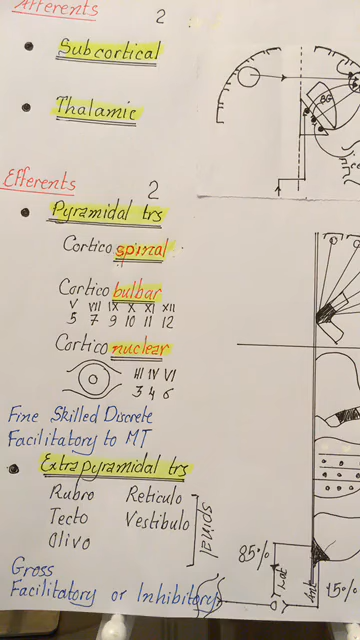 Afferents 2
• Subcortical
• Thalamic
BG
Efferents 2
• Pyramidal trs
Cortico spinal
Cortico bulbar
V VII IX X XI XII
5 7 9 10 11 12
Cortico nuclear
III IV VI
3 4 6
Fine Skilled Discrete
Facilitatory to MT
• Extrapyramidal trs
Rubro Reticulo
Tecto Vestibulo
Olivo
spinal
Gross
Facilitatory or Inhibitory
85%
Lat
15%